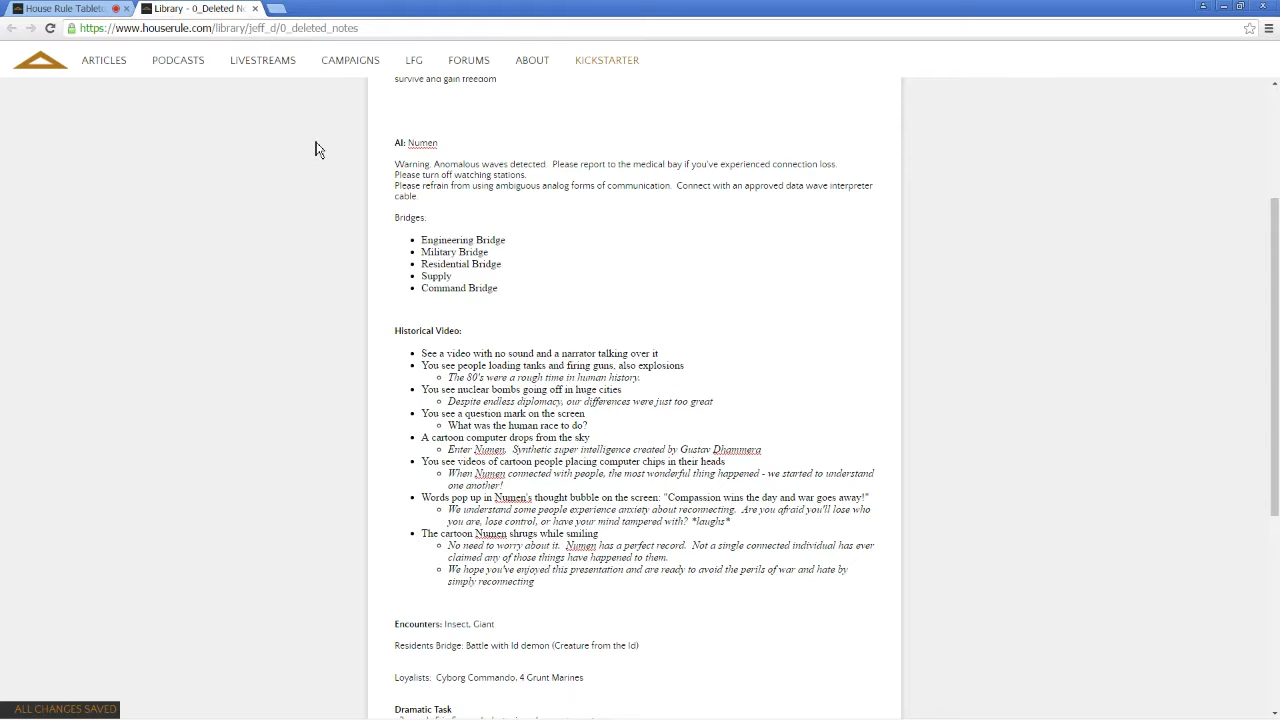 House Rule Tableto
Library - 0_Deleted No
https://www.houserule.com/library/jeff_d/0_deleted_notes
ARTICLES PODCASTS LIVESTREAMS CAMPAIGNS LFG FORUMS ABOUT KICKSTARTER
survive and gain freedom
AI: Numen
Warning. Anomalous waves detected. Please report to the medical bay if you've experienced connection loss.
Please turn off watching stations.
Please refrain from using ambiguous analog forms of communication. Connect with an approved data wave interpreter
cable.
Bridges:
Engineering Bridge
Military Bridge
Residential Bridge
Supply
Command Bridge
Historical Video:
See a video with no sound and a narrator talking over it
You see people loading tanks and firing guns, also explosions
The 80's were a rough time in human history.
You see nuclear bombs going off in huge cities
Despite endless diplomacy, our differences were just too great
You see a question mark on the screen
What was the human race to do?
A cartoon computer drops from the sky
Enter Numen, Synthetic super intelligence created by Gustav Dhammera
You see videos of cartoon people placing computer chips in their heads
When Numen connected with people, the most wonderful thing happened - we started to understand
one another!
Words pop up in Numen's thought bubble on the screen: "Compassion wins the day and war goes away!"
We understand some people experience anxiety about reconnecting. Are you afraid you'll lose who
you are, lose control, or have your mind tampered with? *laughs*
The cartoon Numen shrugs while smiling
No need to worry about it. Numen has a perfect record. Not a single connected individual has ever
claimed any of those things have happened to them.
We hope you've enjoyed this presentation and are ready to avoid the perils of war and hate by
simply reconnecting
Encounters: Insect, Giant
Residents Bridge: Battle with Id demon (Creature from the Id)
Loyalists: Cyborg Commando, 4 Grunt Marines
Dramatic Task
ALL CHANGES SAVED